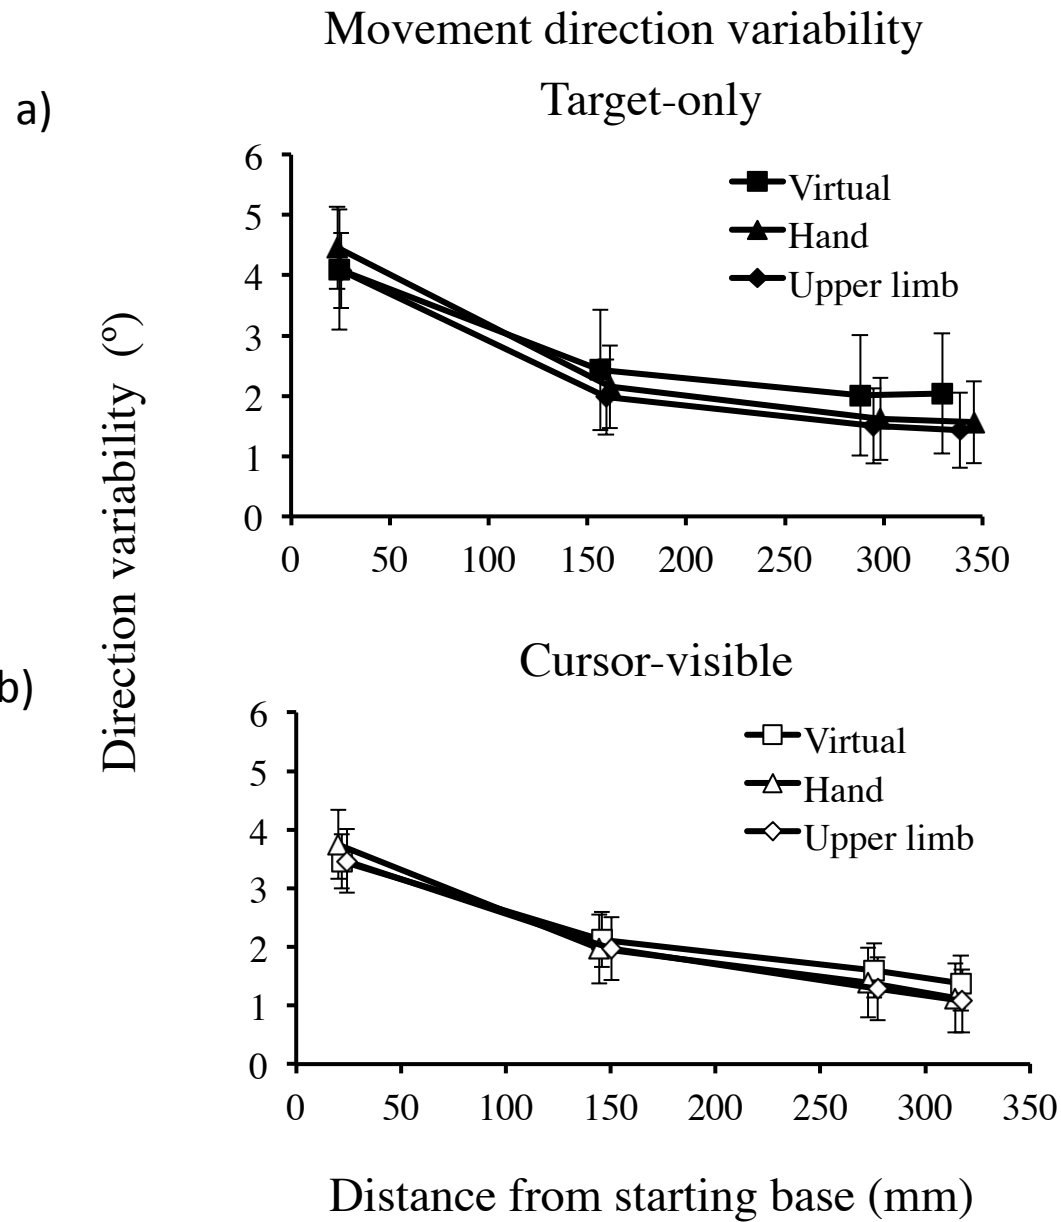 Movement direction variability
a)
Target-only
6
5
4
3
2
1
0
Virtual
Hand
Upper limb
0 50 100 150 200 250 300 350
Direction variability (º)
b)
Cursor-visible
6
5
4
3
2
1
0
Virtual
Hand
Upper limb
0 50 100 150 200 250 300 350
Distance from starting base (mm)